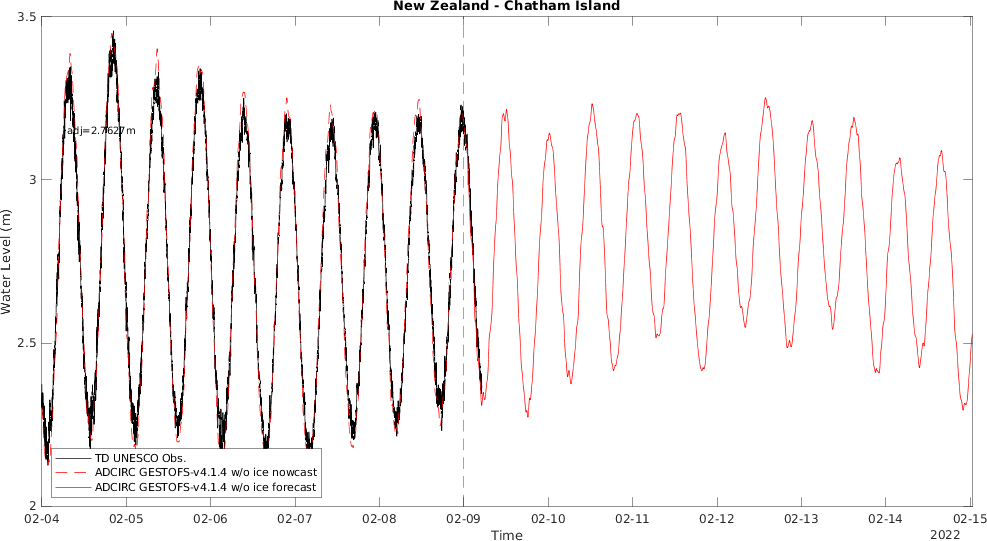 New Zealand - Chatham Island
3.5
3
2.5
2
Water Level (m)
adj=2.7627m
TD UNESCO Obs.
ADCIRC GESTOFS-v4.1.4 w/o ice nowcast
ADCIRC GESTOFS-v4.1.4 w/o ice forecast
02-04 02-05 02-06 02-07 02-08 02-09 02-10 02-11 02-12 02-13 02-14 02-15
Time
2022